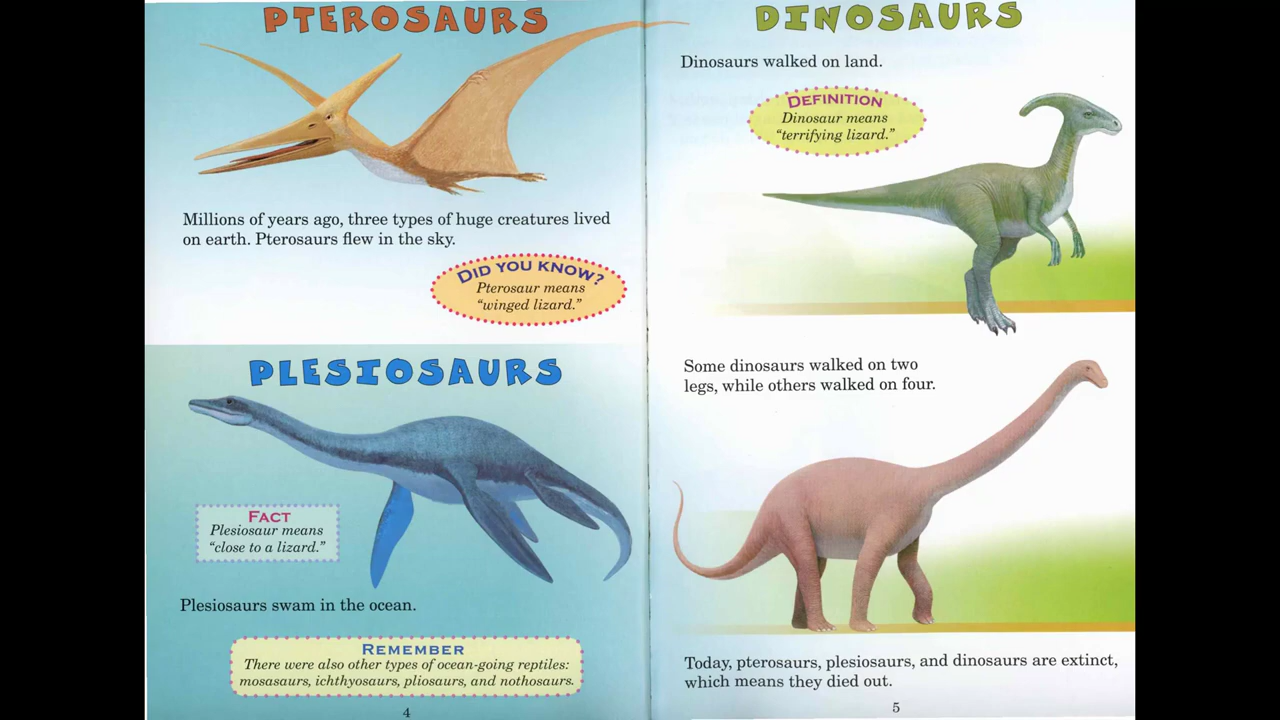 PTEROSAURS
Millions of years ago, three types of huge creatures lived
on earth. Pterosaurs flew in the sky.
DID YOU KNOW?
Pterosaur means
“winged lizard.”
PLESIOSAURS
FACT
Plesiosaur means
“close to a lizard.”
Plesiosaurs swam in the ocean.
REMEMBER
There were also other types of ocean-going reptiles:
mosasaurs, ichthyosaurs, pliosaurs, and nothosaurs.
4
DINOSAURS
Dinosaurs walked on land.
DEFINITION
Dinosaur means
“terrifying lizard.”
Some dinosaurs walked on two
legs, while others walked on four.
Today, pterosaurs, plesiosaurs, and dinosaurs are extinct,
which means they died out.
5